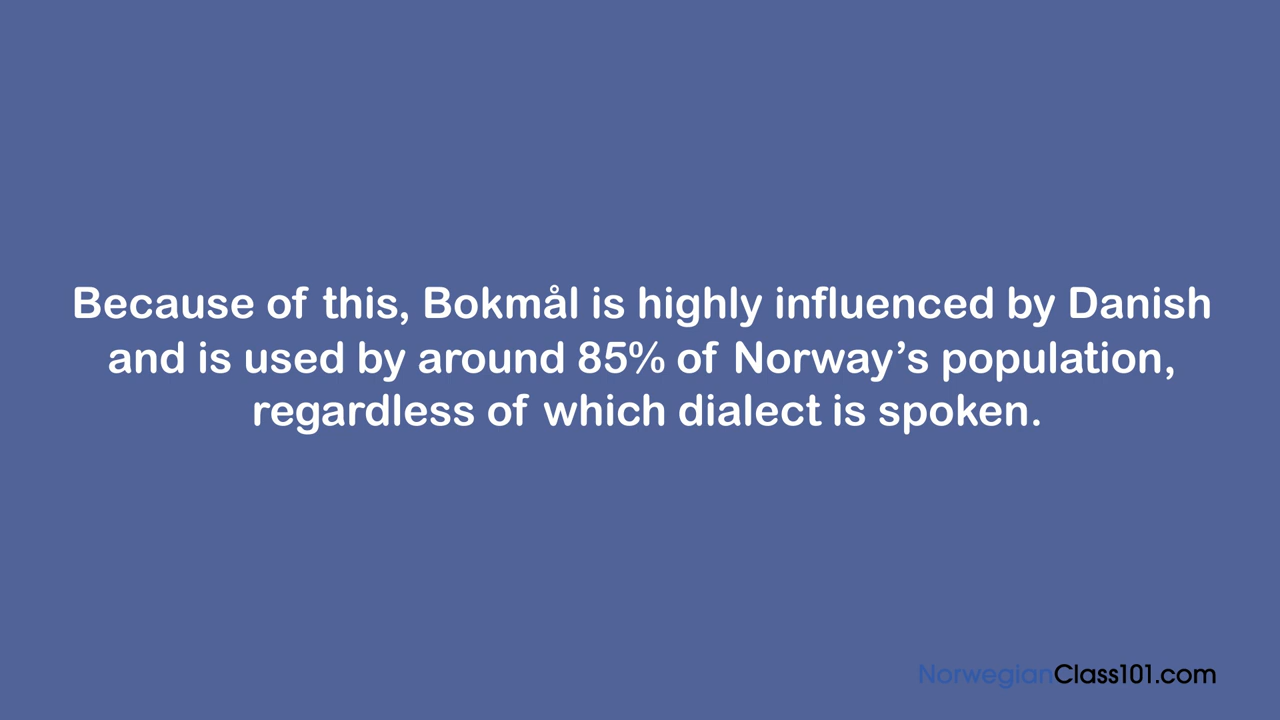 Because of this, Bokmål is highly influenced by Danish
and is used by around 85% of Norway’s population,
regardless of which dialect is spoken.
NorwegianClass101.com